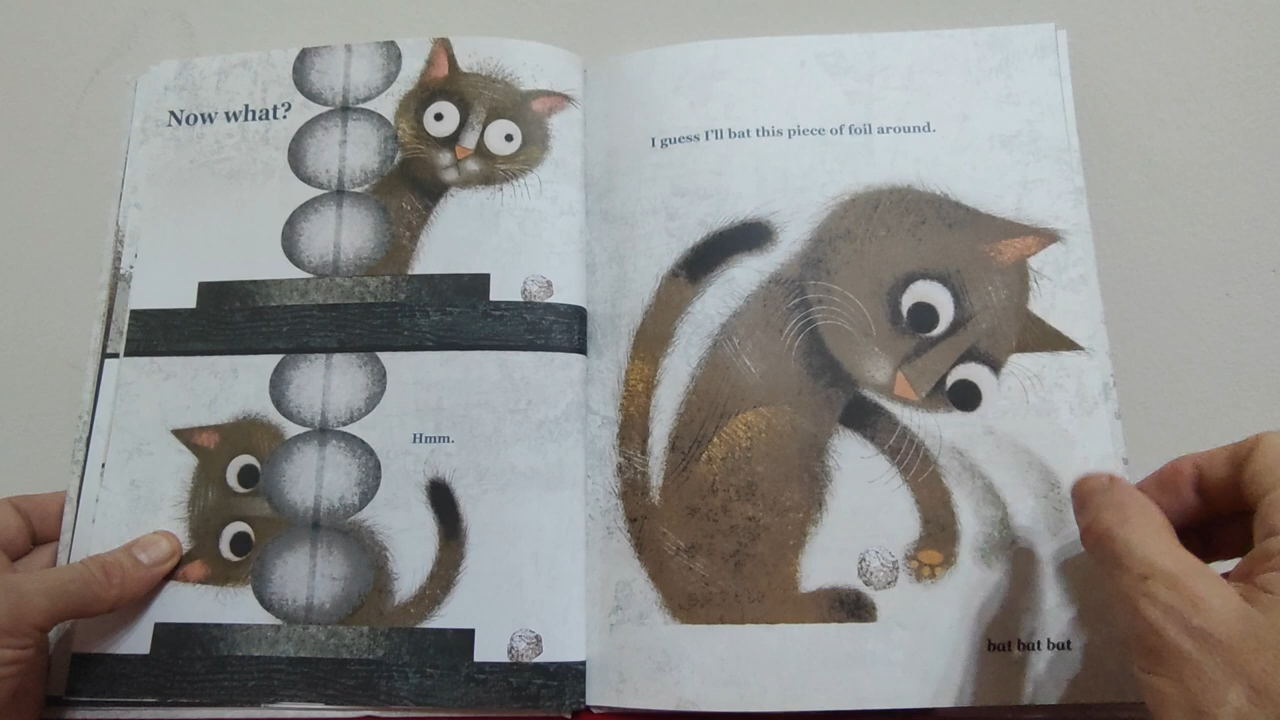 Now what?
Hmm.
I guess I'll bat this piece of foil around.
bat bat bat